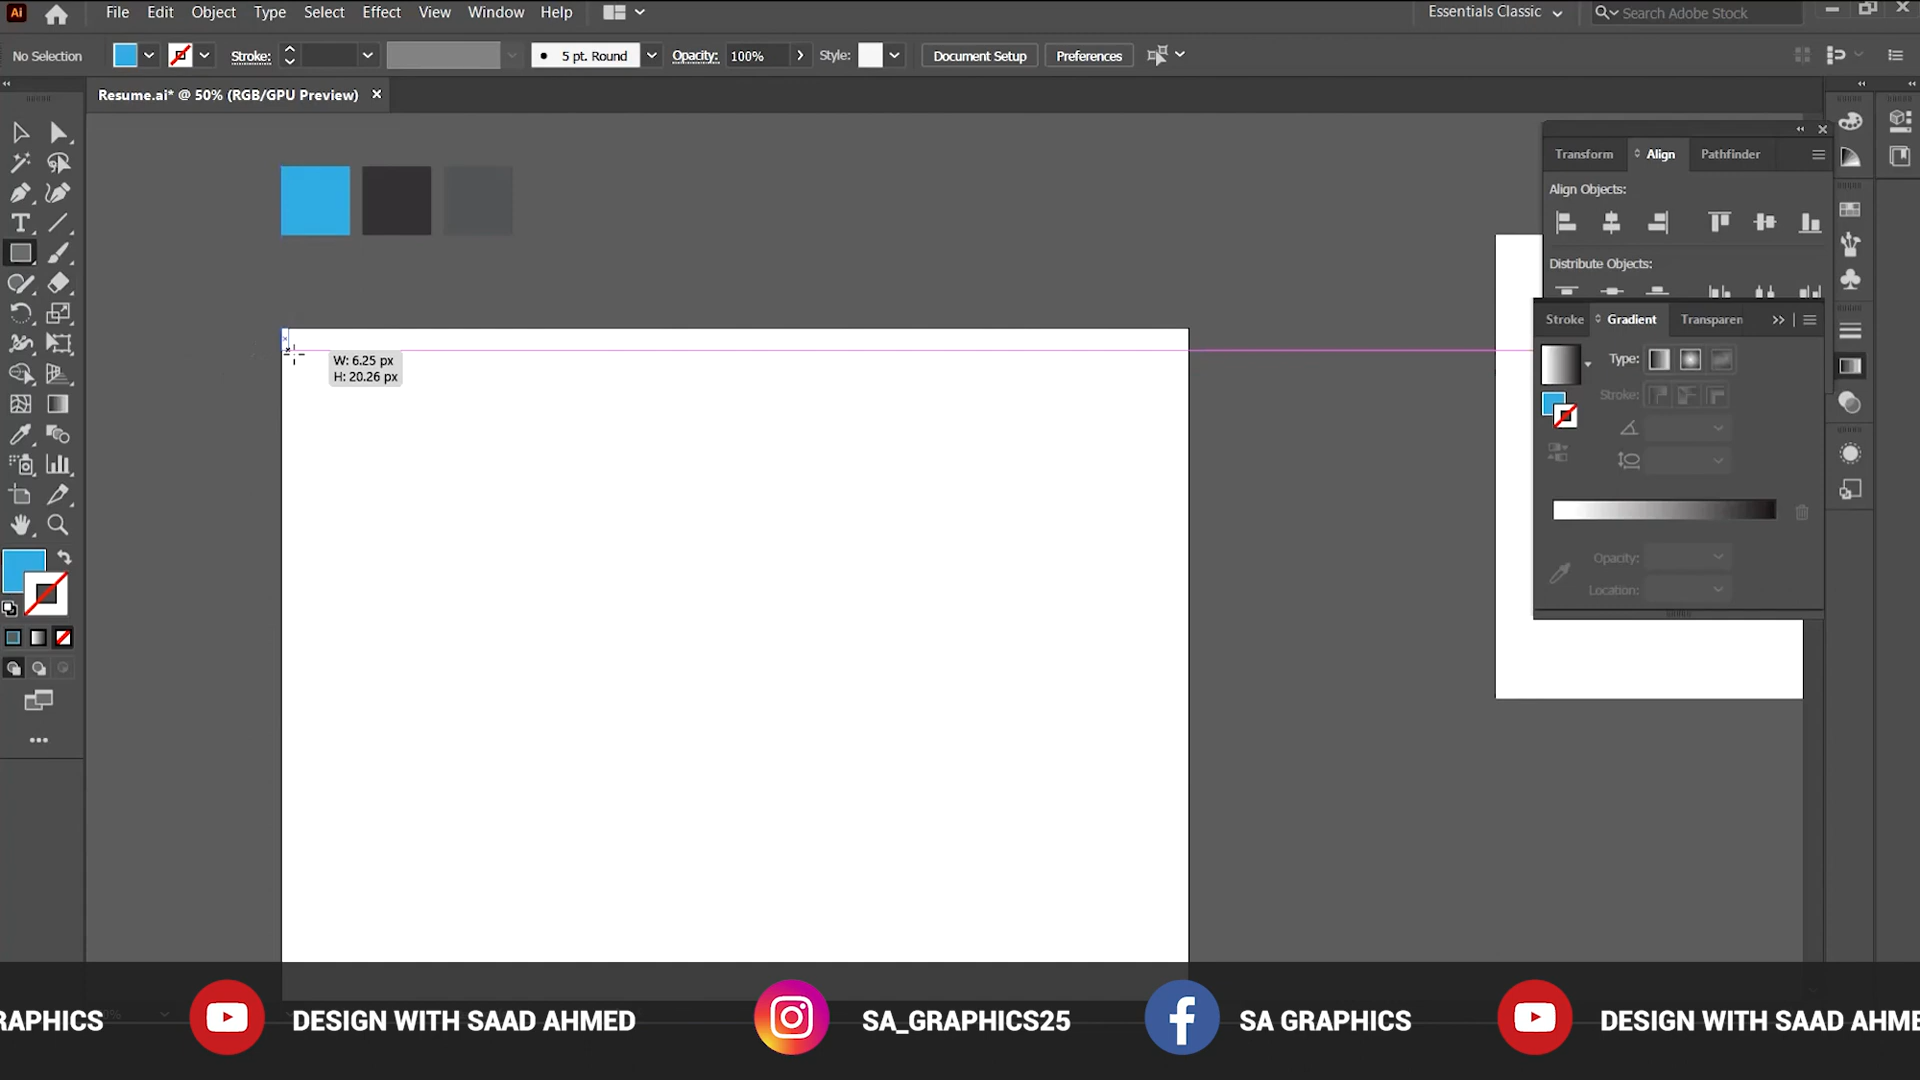 Ai File Edit Object Type Select Effect View Window Help Essentials Classic Search Adobe Stock
No Selection Stroke: 5 pt. Round Opacity: 100% Style: Document Setup Preferences
Resume.ai* @ 50% (RGB/GPU Preview)
Transform Align Pathfinder
Align Objects:
Distribute Objects:
Stroke Gradient Transparen
Type:
Stroke:
Opacity:
Location:
W: 6.25 px
H: 20.26 px
RAPHICS DESIGN WITH SAAD AHMED SA_GRAPHICS25 SA GRAPHICS DESIGN WITH SAAD AHME